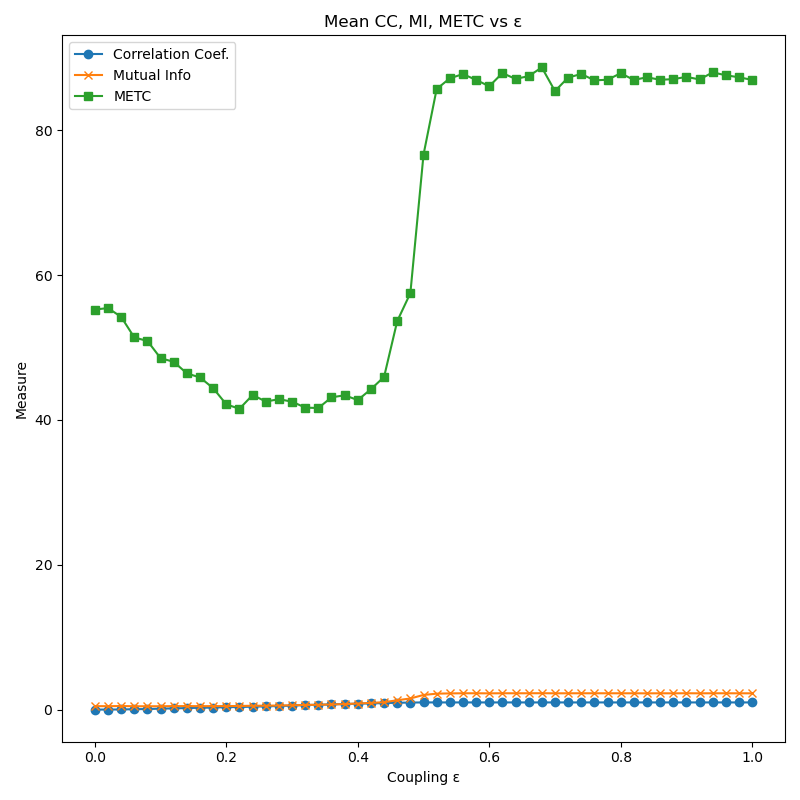 Mean CC, MI, METC vs ε
Correlation Coef.
Mutual Info
METC
Measure
80
60
40
20
0
0.0 0.2 0.4 0.6 0.8 1.0
Coupling ε